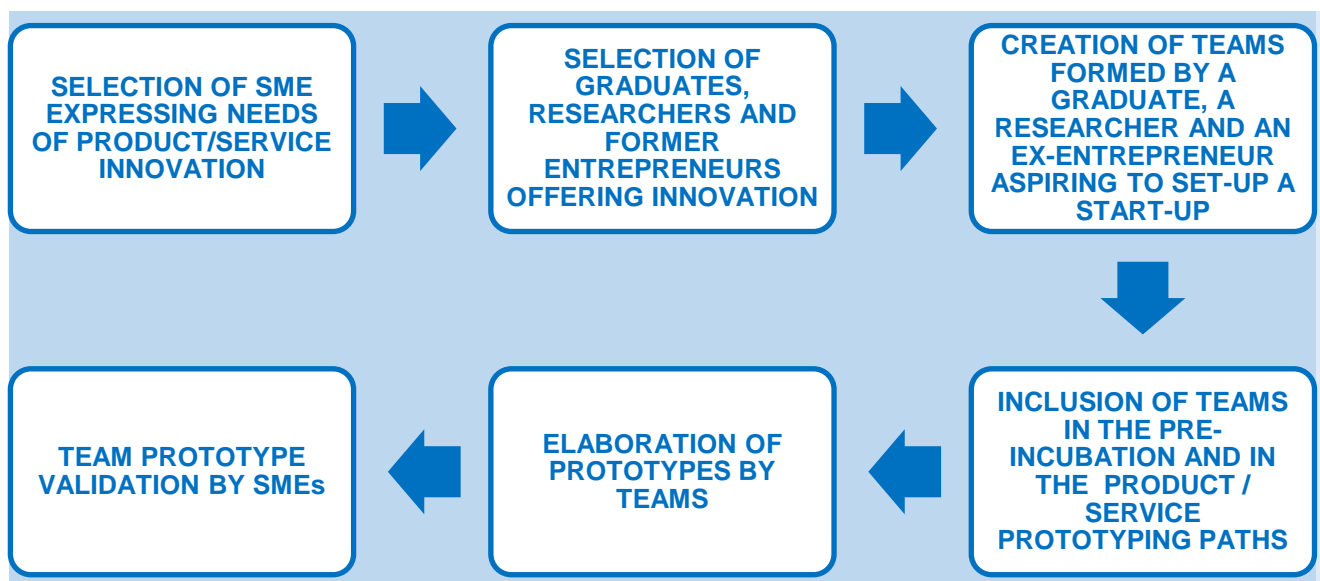 SELECTION OF SME
EXPRESSING NEEDS
OF PRODUCT/SERVICE
INNOVATION
SELECTION OF
GRADUATES,
RESEARCHERS AND
FORMER
ENTREPRENEURS
OFFERING INNOVATION
CREATION OF TEAMS
FORMED BY A
GRADUATE, A
RESEARCHER AND AN
EX-ENTREPRENEUR
ASPIRING TO SET-UP A
START-UP
INCLUSION OF TEAMS
IN THE PRE-
INCUBATION AND IN
THE PRODUCT /
SERVICE
PROTOTYPING PATHS
ELABORATION OF
PROTOTYPES BY
TEAMS
TEAM PROTOTYPE
VALIDATION BY SMEs